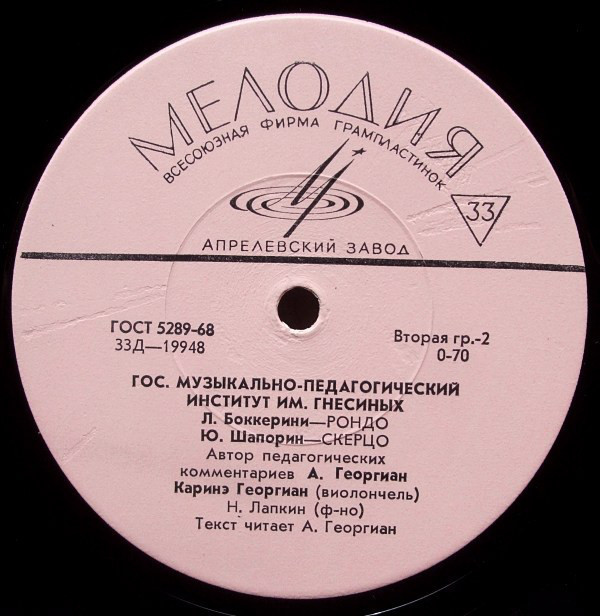 МЕЛОДИЯ
ВСЕСОЮЗНАЯ ФИРМА ГРАМПЛАСТИНОК
33
АПРЕЛЕВСКИЙ ЗАВОД
ГОСТ 5289-68
33Д—19948
Вторая гр.-2
0-70
ГОС. МУЗЫКАЛЬНО-ПЕДАГОГИЧЕСКИЙ
ИНСТИТУТ ИМ. ГНЕСИНЫХ
Л. Боккерини—РОНДО
Ю. Шапорин—СКЕРЦО
Автор педагогических
комментариев А. Георгиан
Каринэ Георгиан (виолончель)
Н. Лапкин (ф-но)
Текст читает А. Георгиан